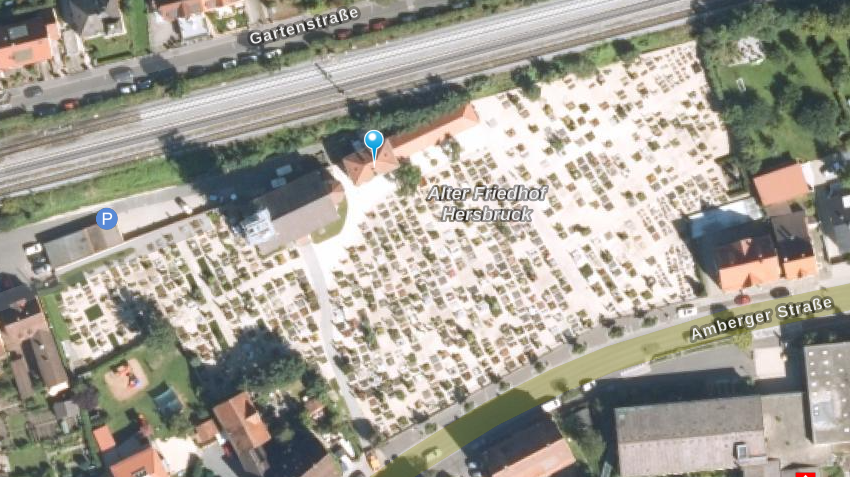 Gartenstraße
Alter Friedhof
Hersbruck
P
Amberger Straße